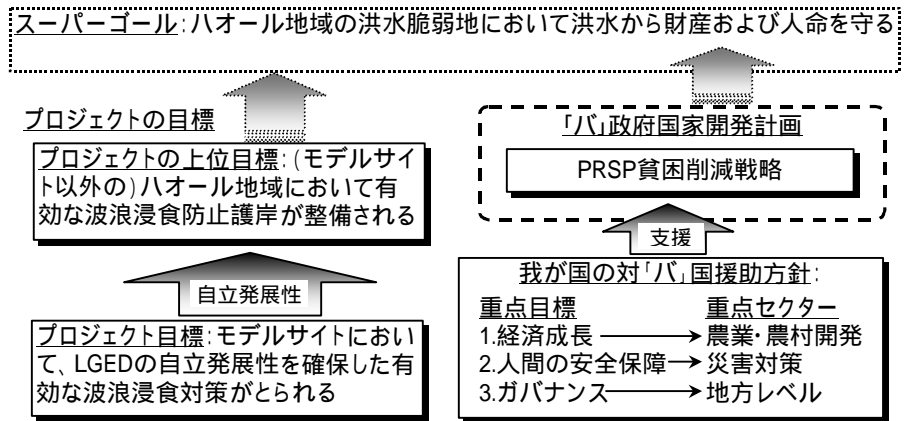 スーパーゴール:ハオール地域の洪水脆弱地において洪水から財産および人命を守る
プロジェクトの目標
プロジェクトの上位目標:(モデルサイ
ト以外の)ハオール地域において有
効な波浪浸食防止護岸が整備される
自立発展性
プロジェクト目標:モデルサイトにおい
て、LGEDの自立発展性を確保した有
効な波浪浸食対策がとられる
「バ」政府国家開発計画
PRSP貧困削減戦略
支援
我が国の対「バ」国援助方針:
重点目標 重点セクター
1.経済成長 農業・農村開発
2.人間の安全保障 災害対策
3.ガバナンス 地方レベル